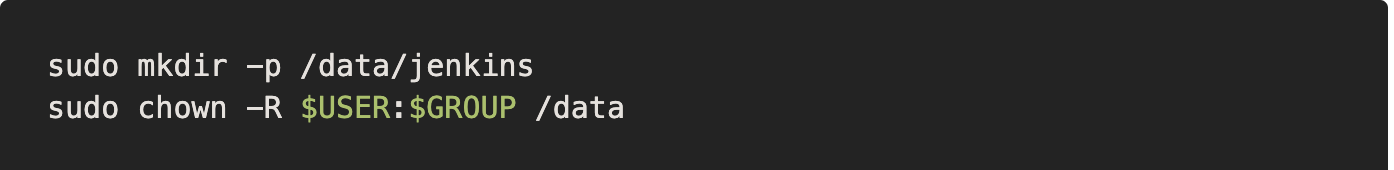 sudo mkdir -p /data/jenkins
sudo chown -R $USER:$GROUP /data